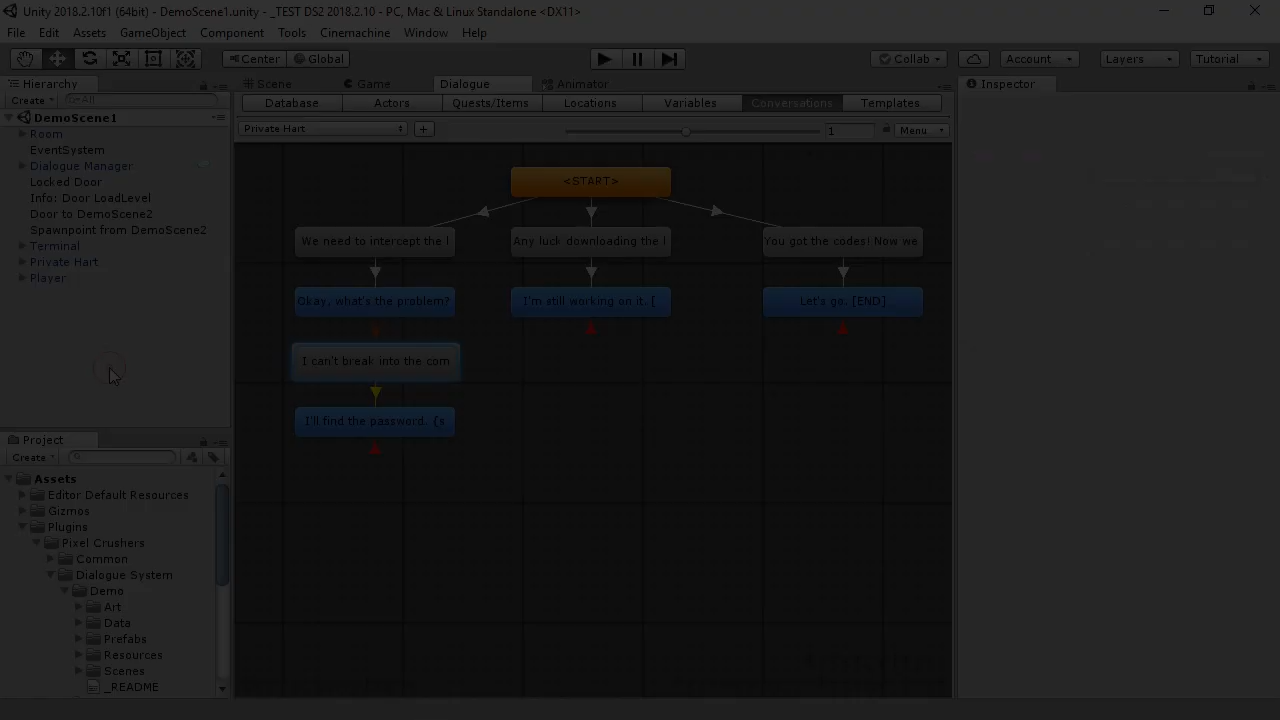 Unity 2018.2.10f1 (64bit) - DemoScene1.unity - _TEST DS2 2018.2.10 - PC, Mac & Linux Standalone <DX11>
File Edit Assets GameObject Component Tools Cinemachine Window Help
Center Global Collab Account Layers Tutorial
Hierarchy
Create All
DemoScene1
Room
EventSystem
Dialogue Manager
Locked Door
Info: Door LoadLevel
Door to DemoScene2
Spawnpoint from DemoScene2
Terminal
Private Hart
Player
Project
Create
Assets
Editor Default Resources
Gizmos
Plugins
Pixel Crushers
Common
Dialogue System
Demo
Art
Data
Prefabs
Resources
Scenes
_README
Scene Game Dialogue Animator
Database Actors Quests/Items Locations Variables Conversations Templates
Private Hart + 1 Menu
<START>
We need to intercept the l
Any luck downloading the l
You got the codes! Now we
Okay, what's the problem?
I'm still working on it. [
Let's go. [END]
I can't break into the com
I'll find the password. {s
Inspector